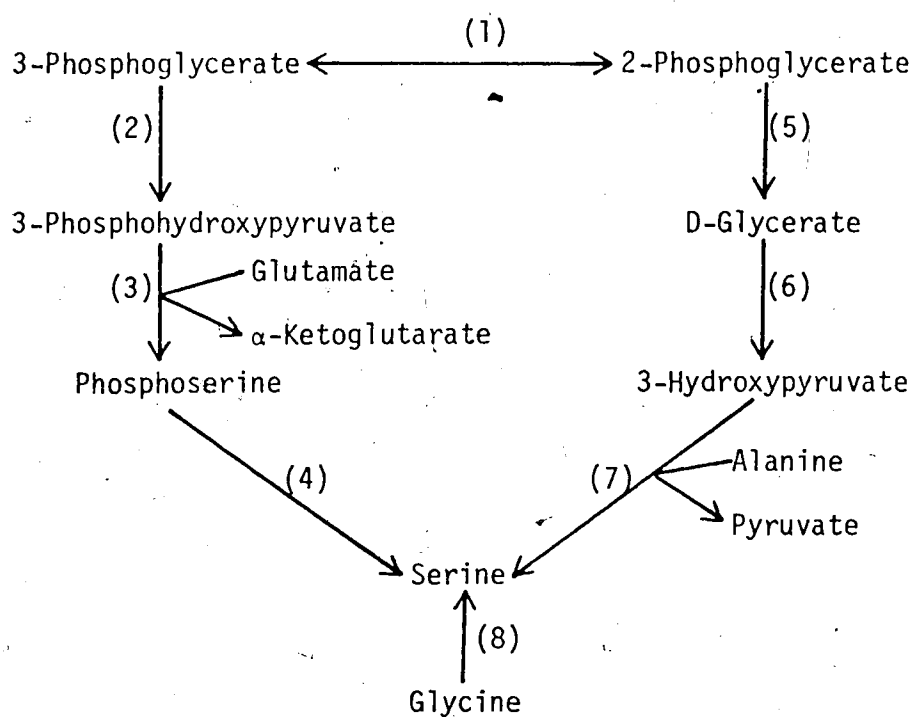 (1)
3-Phosphoglycerate 2-Phosphoglycerate
(2) (5)
3-Phosphohydroxypyruvate D-Glycerate
(3) Glutamate (6)
α-Ketoglutarate
Phosphoserine 3-Hydroxypyruvate
(4) (7) Alanine
Pyruvate
Serine
(8)
Glycine